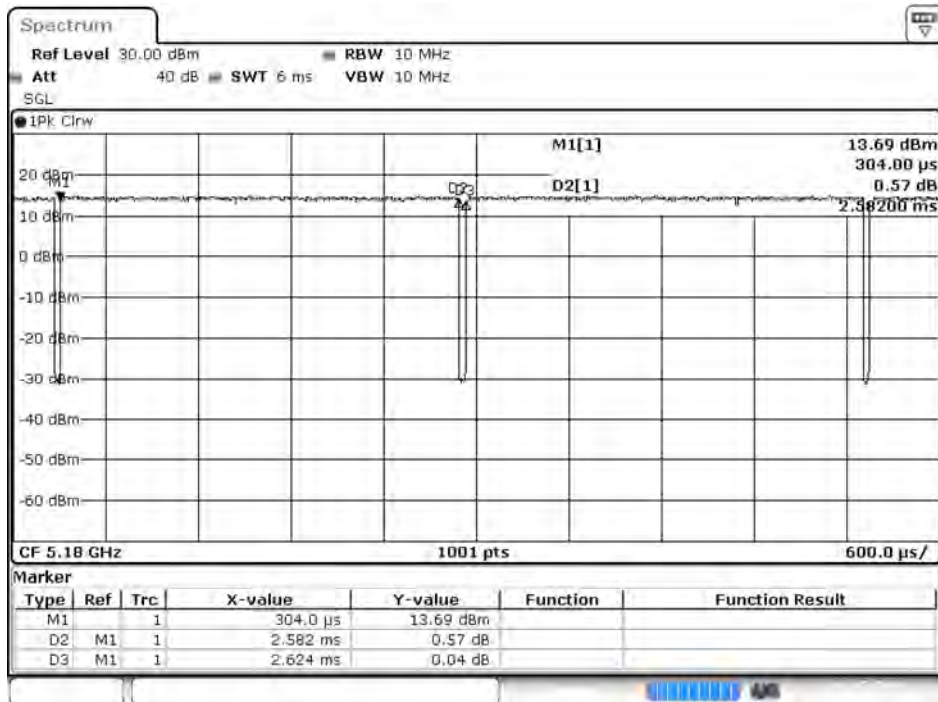 Spectrum
Ref Level 30.00 dBm RBW 10 MHz
Att 40 dB SWT 6 ms VBW 10 MHz
SGL
1Pk Clrw
M1[1] 13.69 dBm
304.00 µs
20 dBm
M1
D2 D3
D2[1] 0.57 dB
2.58200 ms
10 dBm
0 dBm
-10 dBm
-20 dBm
-30 dBm
-40 dBm
-50 dBm
-60 dBm
CF 5.18 GHz 1001 pts 600.0 µs/
Marker
Type Ref Trc X-value Y-value Function Function Result
M1 1 304.0 µs 13.69 dBm
D2 M1 1 2.582 ms 0.57 dB
D3 M1 1 2.624 ms 0.04 dB